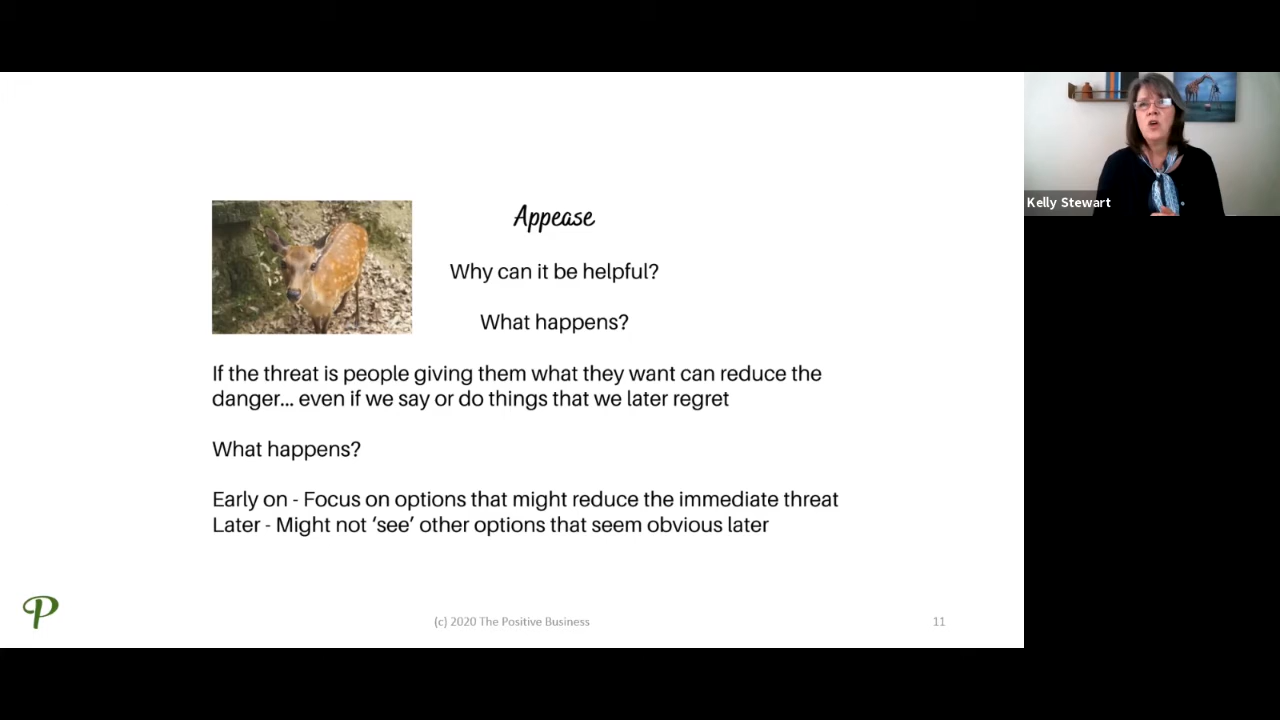 Appease
Why can it be helpful?
What happens?
If the threat is people giving them what they want can reduce the
danger... even if we say or do things that we later regret
What happens?
Early on - Focus on options that might reduce the immediate threat
Later - Might not ‘see’ other options that seem obvious later
P
(c) 2020 The Positive Business
11
Kelly Stewart